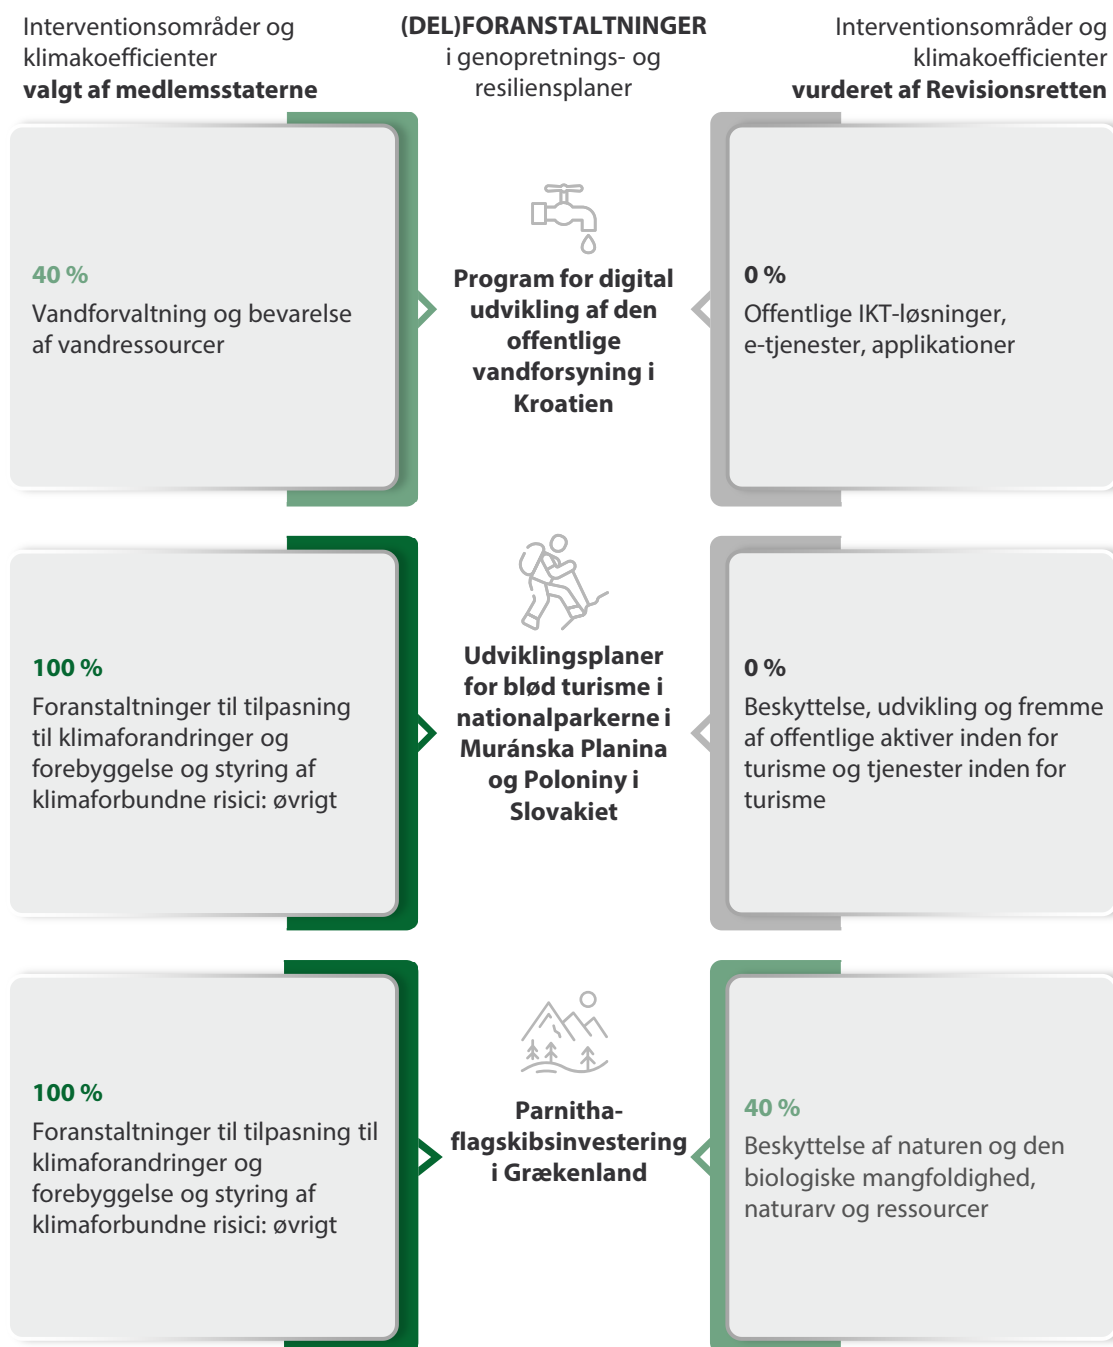 Interventionsområder og
klimakoefficienter
valgt af medlemsstaterne
(DEL)FORANSTALTNINGER
i genopretnings- og
resiliensplaner
Interventionsområder og
klimakoefficienter
vurderet af Revisionsretten
40 %
Vandforvaltning og bevarelse
af vandressourcer
Program for digital
udvikling af den
offentlige
vandforsyning i
Kroatien
0 %
Offentlige IKT-løsninger,
e-tjenester, applikationer
100 %
Foranstaltninger til tilpasning
til klimaforandringer og
forebyggelse og styring af
klimaforbundne risici: øvrigt
Udviklingsplaner
for blød turisme i
nationalparkerne i
Muránska Planina
og Poloniny i
Slovakiet
0 %
Beskyttelse, udvikling og fremme
af offentlige aktiver inden for
turisme og tjenester inden for
turisme
100 %
Foranstaltninger til tilpasning til
klimaforandringer og
forebyggelse og styring af
klimaforbundne risici: øvrigt
Parnitha-
flagskibsinvestering
i Grækenland
40 %
Beskyttelse af naturen og den
biologiske mangfoldighed,
naturarv og ressourcer